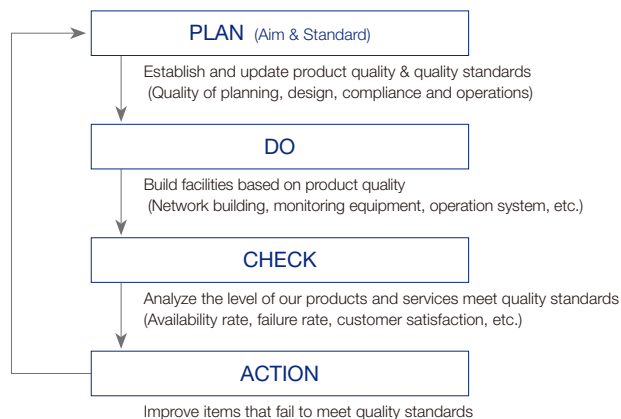 PLAN (Aim & Standard)
Establish and update product quality & quality standards
(Quality of planning, design, compliance and operations)
DO
Build facilities based on product quality
(Network building, monitoring equipment, operation system, etc.)
CHECK
Analyze the level of our products and services meet quality standards
(Availability rate, failure rate, customer satisfaction, etc.)
ACTION
Improve items that fail to meet quality standards